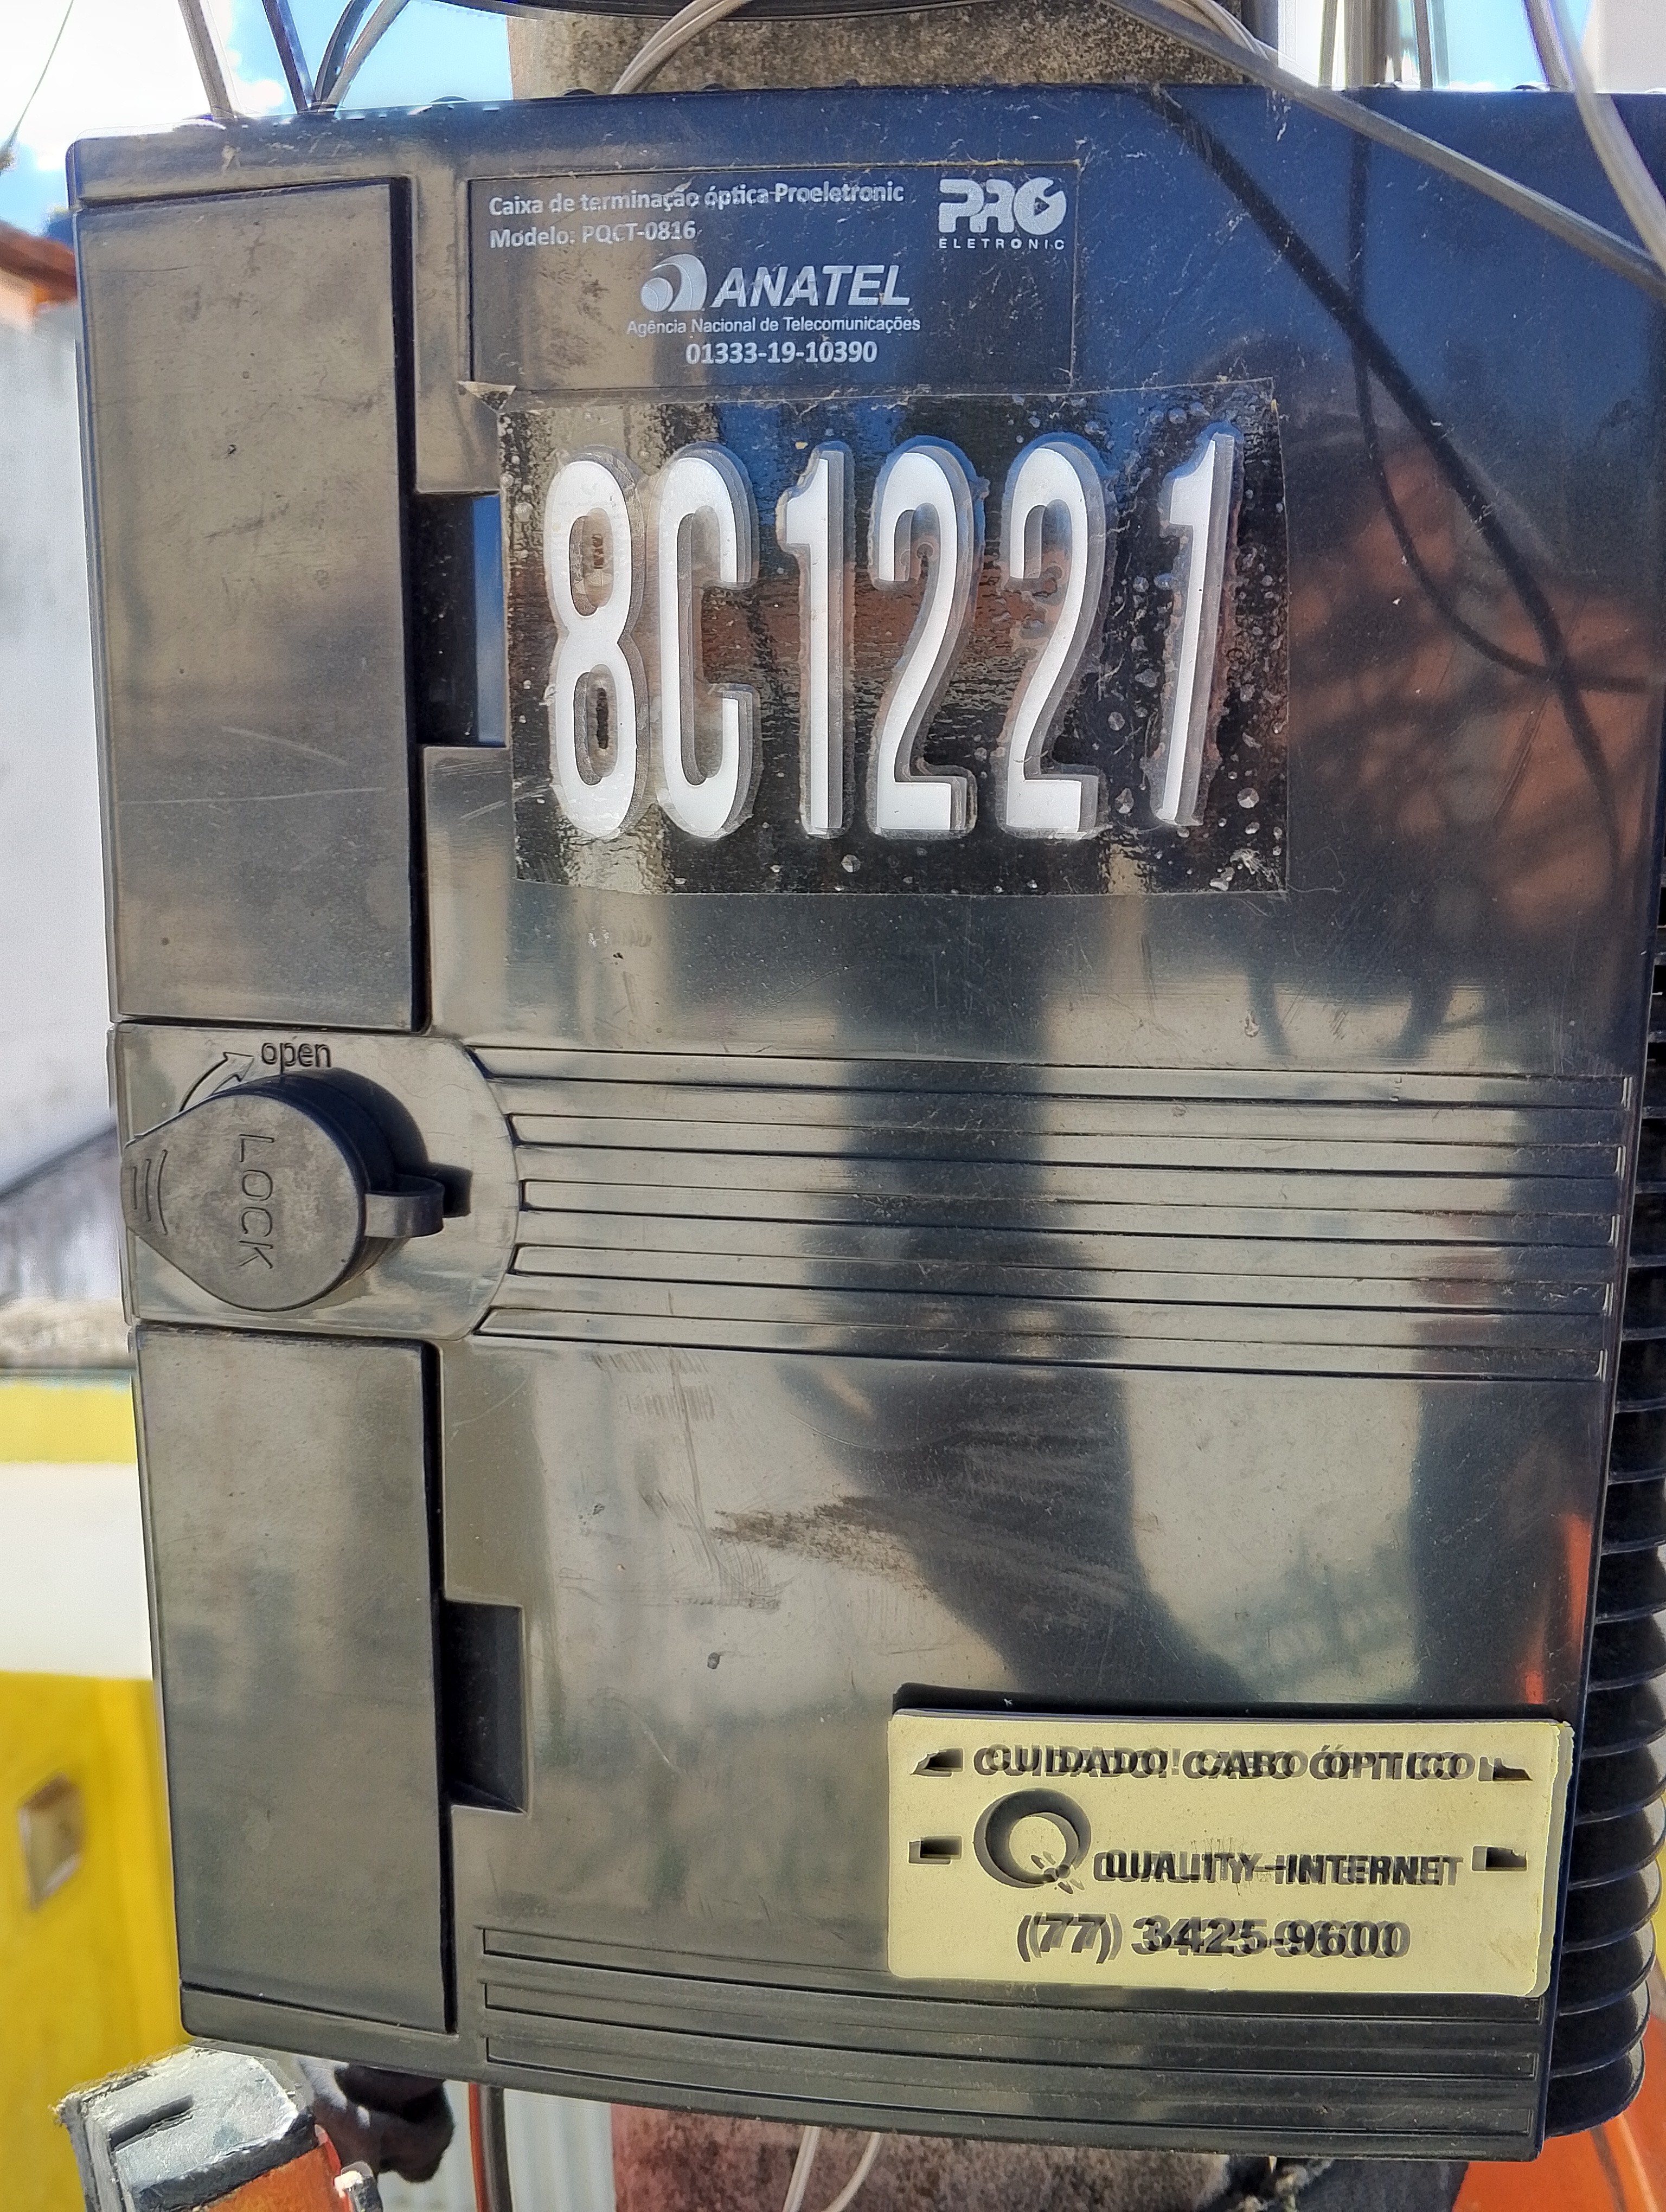 Caixa de terminação óptica Proeletronic
Modelo: PQCT-0816
PRO
ELETRONIC
ANATEL
Agência Nacional de Telecomunicações
01333-19-10390
8C1221
open
LOCK
CUIDADO! CABO ÓPTICO
QUALITY-INTERNET
(77) 3425-9600